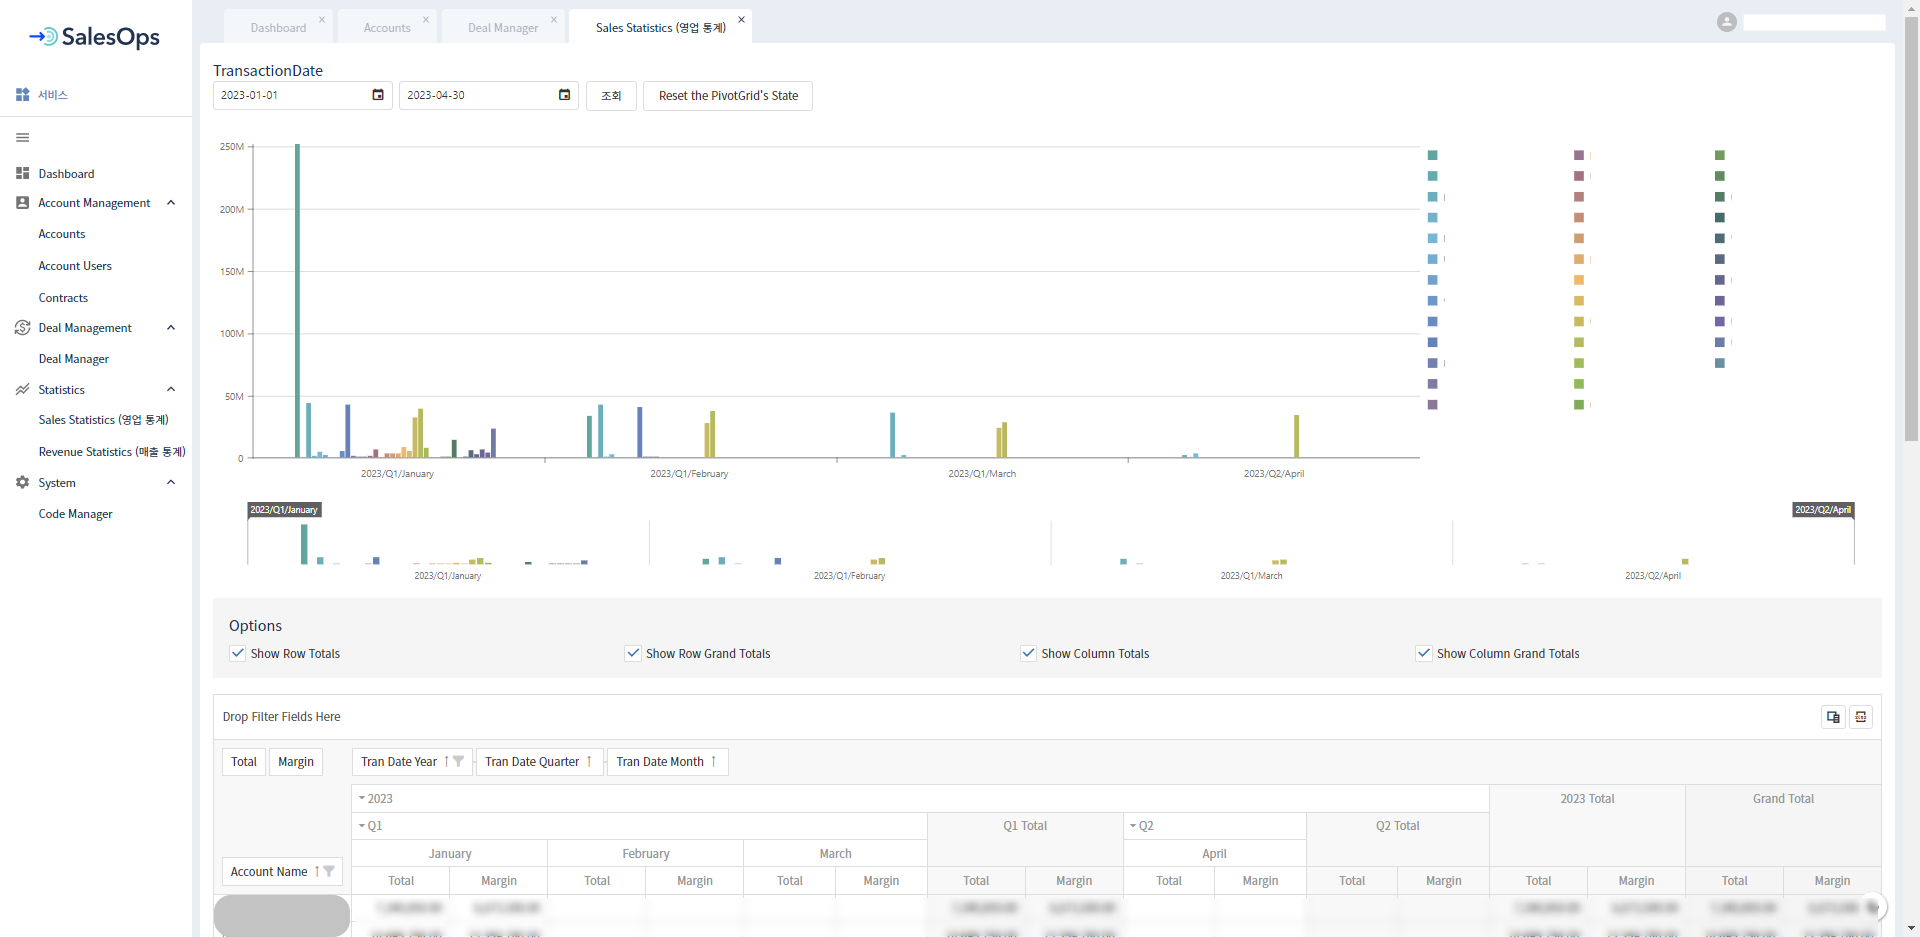 SalesOps
Dashboard
Accounts
Deal Manager
Sales Statistics (영업 통계)
서비스
Dashboard
Account Management
Accounts
Account Users
Contracts
Deal Management
Deal Manager
Statistics
Sales Statistics (영업 통계)
Revenue Statistics (매출 통계)
System
Code Manager
TransactionDate
2023-01-01
2023-04-30
조회
Reset the PivotGrid's State
250M
200M
150M
100M
50M
0
2023/Q1/January
2023/Q1/February
2023/Q1/March
2023/Q2/April
2023/Q1/January
2023/Q2/April
2023/Q1/January
2023/Q1/February
2023/Q1/March
2023/Q2/April
Options
Show Row Totals
Show Row Grand Totals
Show Column Totals
Show Column Grand Totals
Drop Filter Fields Here
Total
Margin
Tran Date Year
Tran Date Quarter
Tran Date Month
2023
2023 Total
Grand Total
Q1
Q1 Total
Q2
Q2 Total
January
February
March
April
Account Name
Total
Margin
Total
Margin
Total
Margin
Total
Margin
Total
Margin
Total
Margin
Total
Margin
Total
Margin